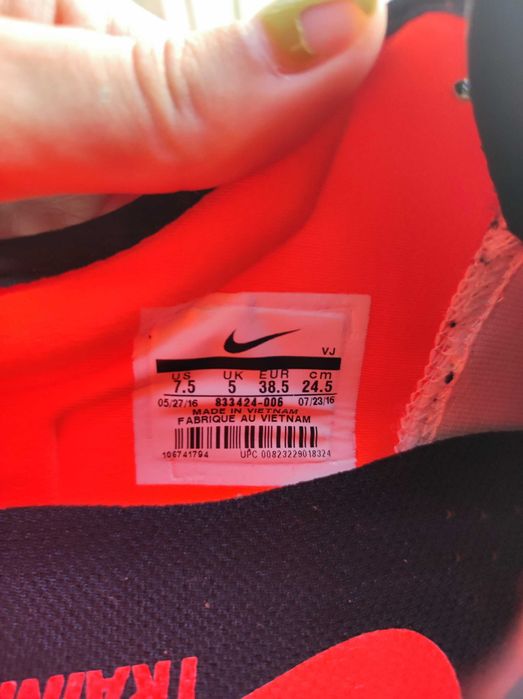 VJ
US UK EUR cm
7.5 5 38.5 24.5
05/27/16 833424-006 07/23/16
MADE IN VIETNAM
FABRIQUE AU VIETNAM
106741794 UPC 00823229018324